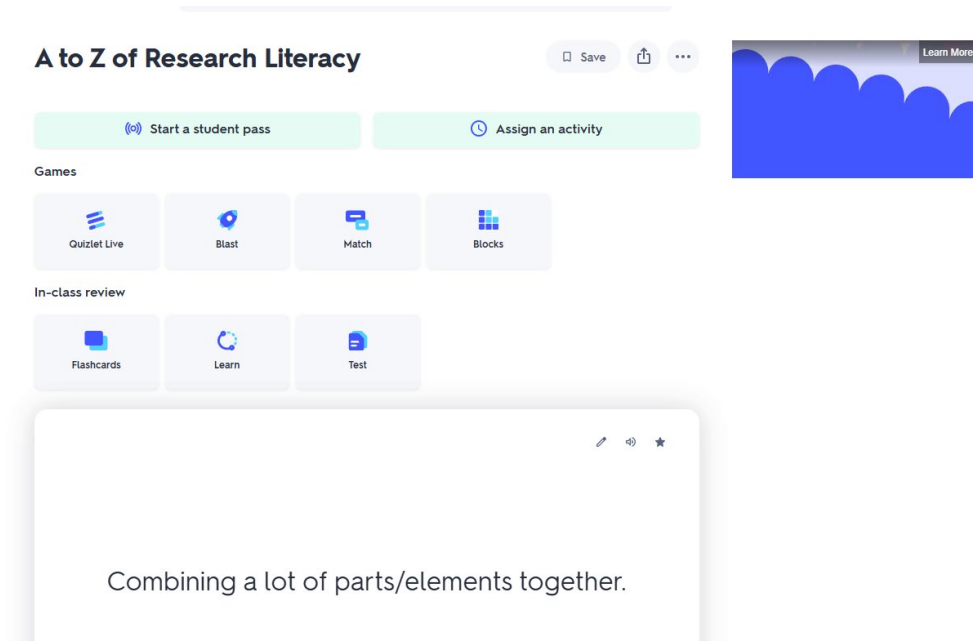 A to Z of Research Literacy
Save
Learn More
Start a student pass
Assign an activity
Games
Quizlet Live
Blast
Match
Blocks
In-class review
Flashcards
Learn
Test
Combining a lot of parts/elements together.